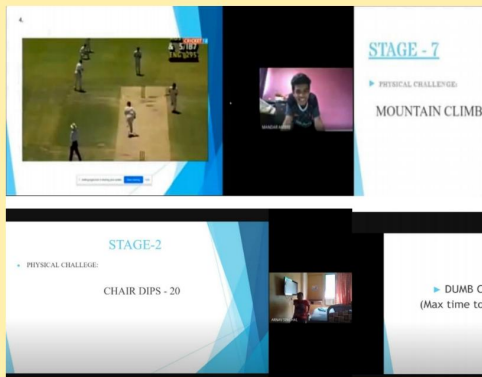 4.
STAGE - 7
PHYSICAL CHALLENGE:
MOUNTAIN CLIMB
STAGE-2
PHYSICAL CHALLEGE:
CHAIR DIPS - 20
DUMB C
(Max time to